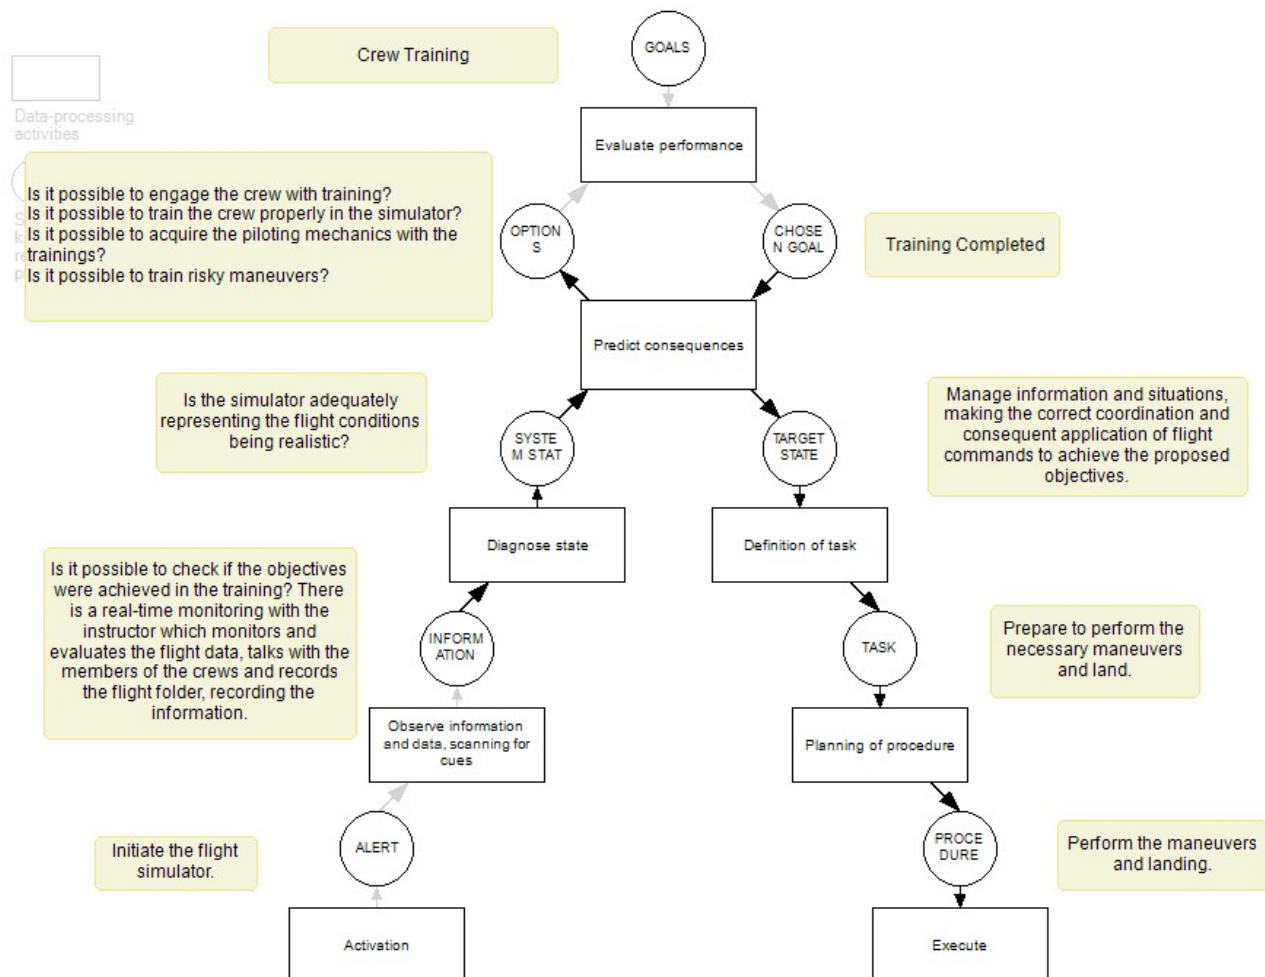 GOALS
Crew Training
Data-processing
activities
Evaluate performance
Is it possible to engage the crew with training?
Is it possible to train the crew properly in the simulator?
Is it possible to acquire the piloting mechanics with the
trainings?
Is it possible to train risky maneuvers?
OPTION
S
CHOSE
N GOAL
Training Completed
Predict consequences
Is the simulator adequately
representing the flight conditions
being realistic?
SYSTE
M STAT
TARGET
STATE
Manage information and situations,
making the correct coordination and
consequent application of flight
commands to achieve the proposed
objectives.
Diagnose state
Definition of task
Is it possible to check if the objectives
were achieved in the training? There
is a real-time monitoring with the
instructor which monitors and
evaluates the flight data, talks with the
members of the crews and records
the flight folder, recording the
information.
INFORM
ATION
TASK
Prepare to perform the
necessary maneuvers
and land.
Observe information
and data, scanning for
cues
Planning of procedure
Initiate the flight
simulator.
ALERT
PROCE
DURE
Perform the maneuvers
and landing.
Activation
Execute